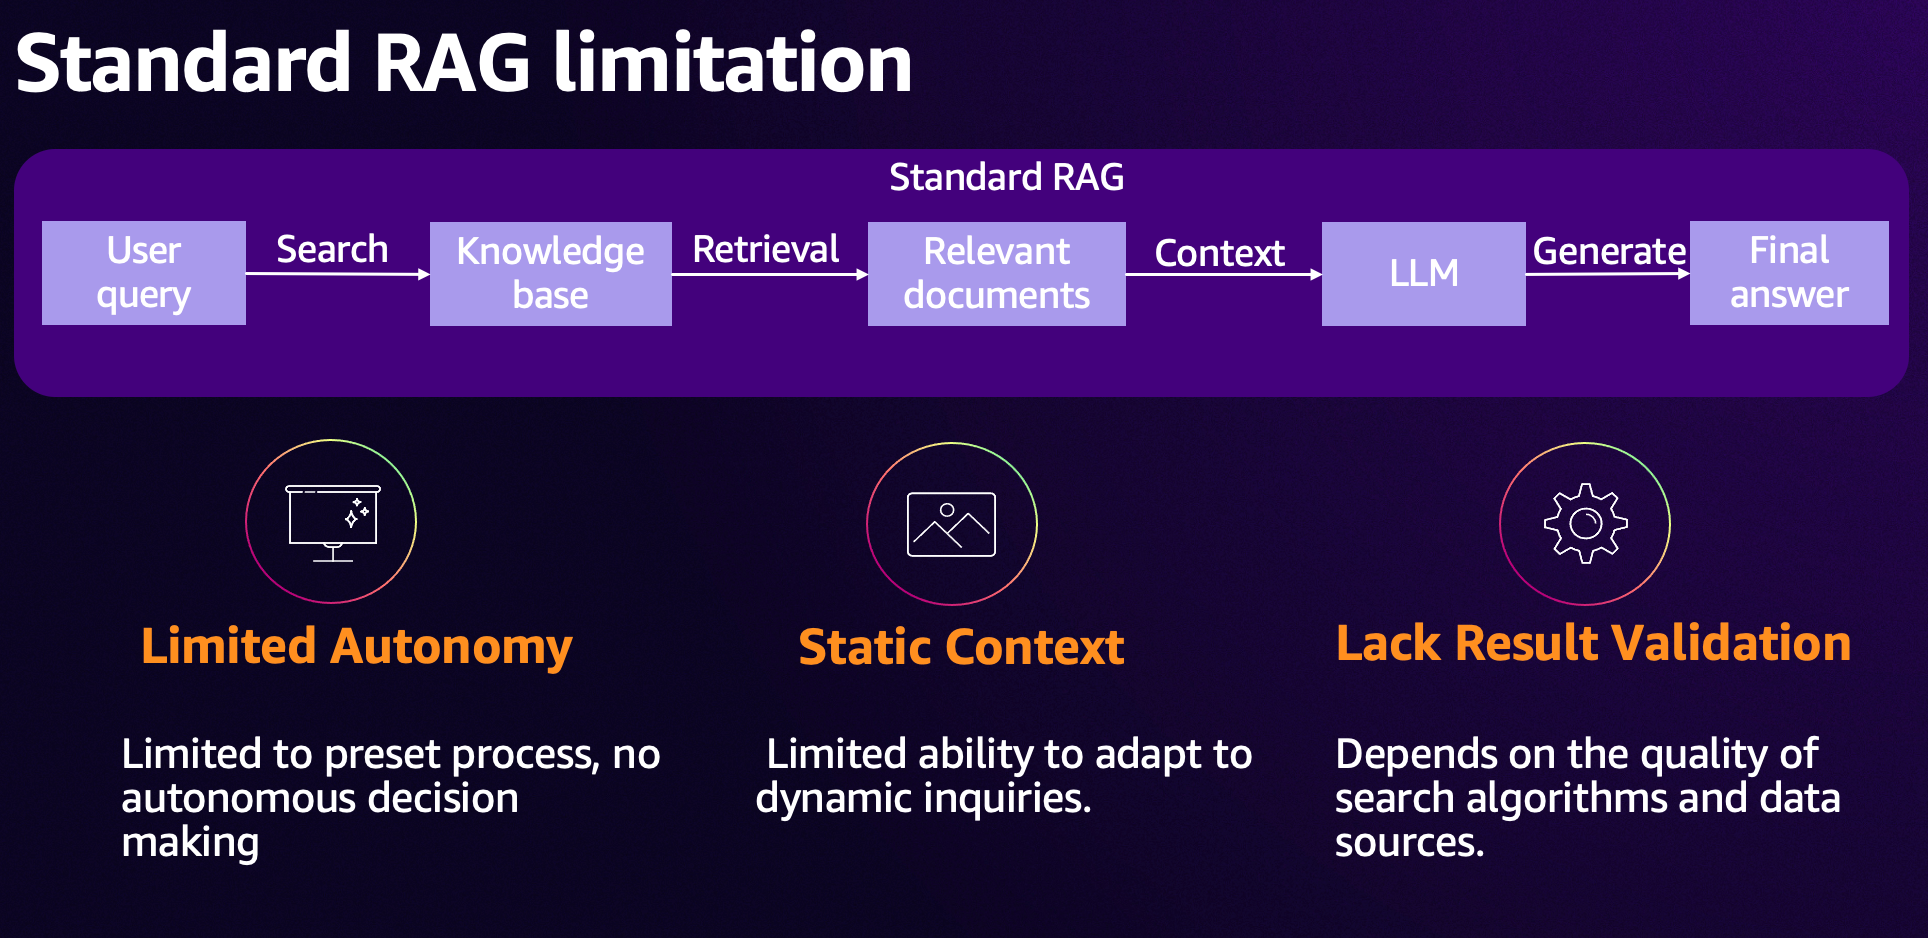 Standard RAG limitation
Standard RAG
User
query
Search
Knowledge
base
Retrieval
Relevant
documents
Context
LLM
Generate
Final
answer
Limited Autonomy
Limited to preset process, no
autonomous decision
making
Static Context
Limited ability to adapt to
dynamic inquiries.
Lack Result Validation
Depends on the quality of
search algorithms and data
sources.